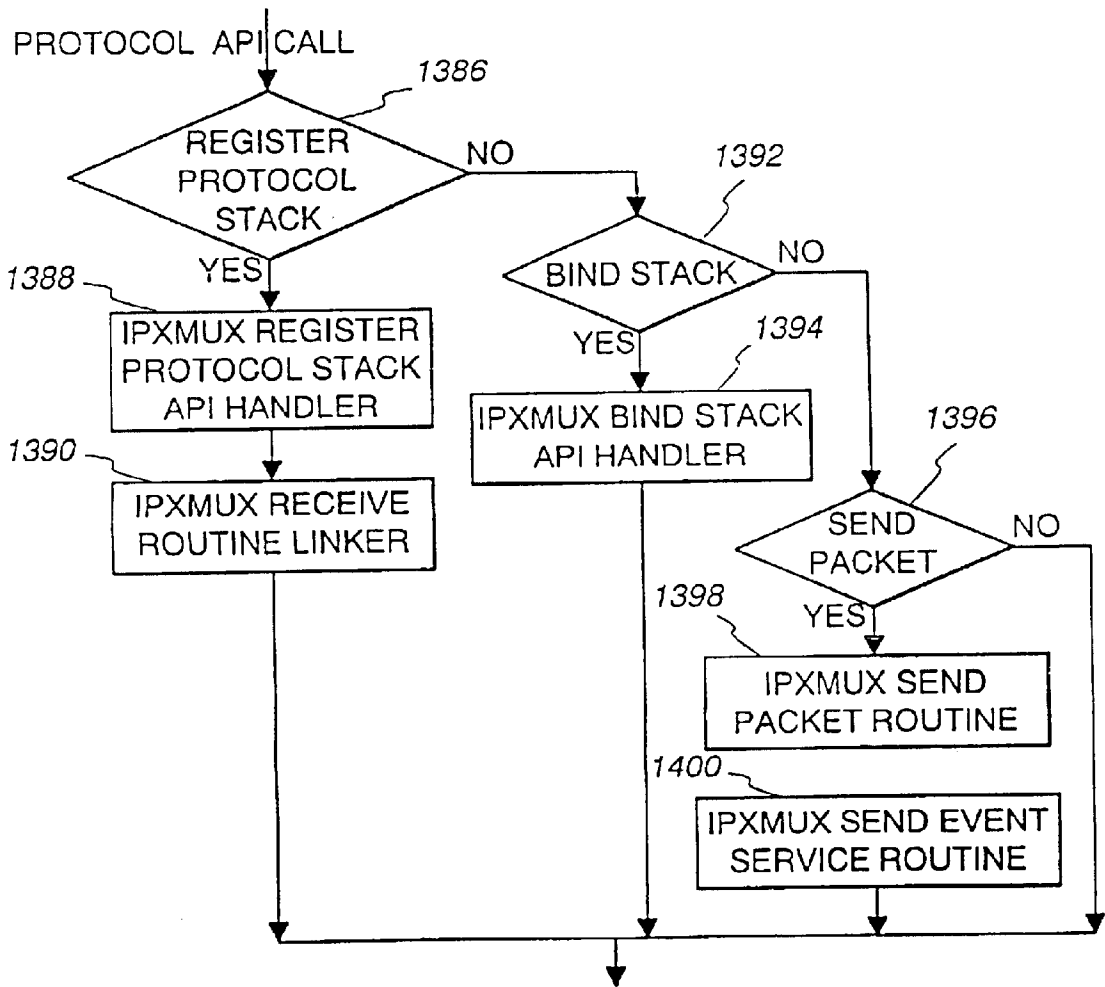 PROTOCOL API CALL
1386
REGISTER
PROTOCOL
STACK
NO
YES
1388
IPXMUX REGISTER
PROTOCOL STACK
API HANDLER
1390
IPXMUX RECEIVE
ROUTINE LINKER
1392
BIND STACK
NO
YES
1394
IPXMUX BIND STACK
API HANDLER
1396
SEND
PACKET
NO
YES
1398
IPXMUX SEND
PACKET ROUTINE
1400
IPXMUX SEND EVENT
SERVICE ROUTINE